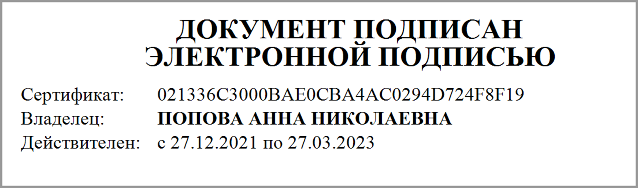 ДОКУМЕНТ ПОДПИСАН
ЭЛЕКТРОННОЙ ПОДПИСЬЮ
Сертификат: 021336C3000BAE0CBA4AC0294D724F8F19
Владелец: ПОПОВА АННА НИКОЛАЕВНА
Действителен: с 27.12.2021 по 27.03.2023